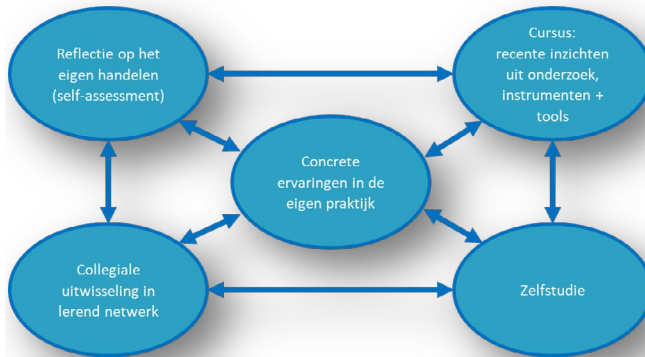 Reflectie op het
eigen handelen
(self-assessment)
Cursus:
recente inzichten
uit onderzoek,
instrumenten +
tools
Concrete
ervaringen in de
eigen praktijk
Collegiale
uitwisseling in
lerend netwerk
Zelfstudie